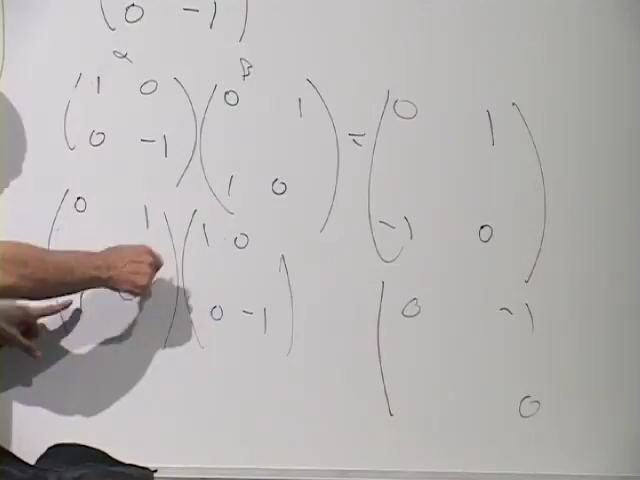 ( 0 -1 )
α β
( 1 0 ) ( 0 1 ) = ( 0 1 )
( 0 -1 ) ( 1 0 ) ( -1 0 )
( 0 1 ) ( 1 0 ) ( 0 -1
0 ( 0 -1 ) ( 0